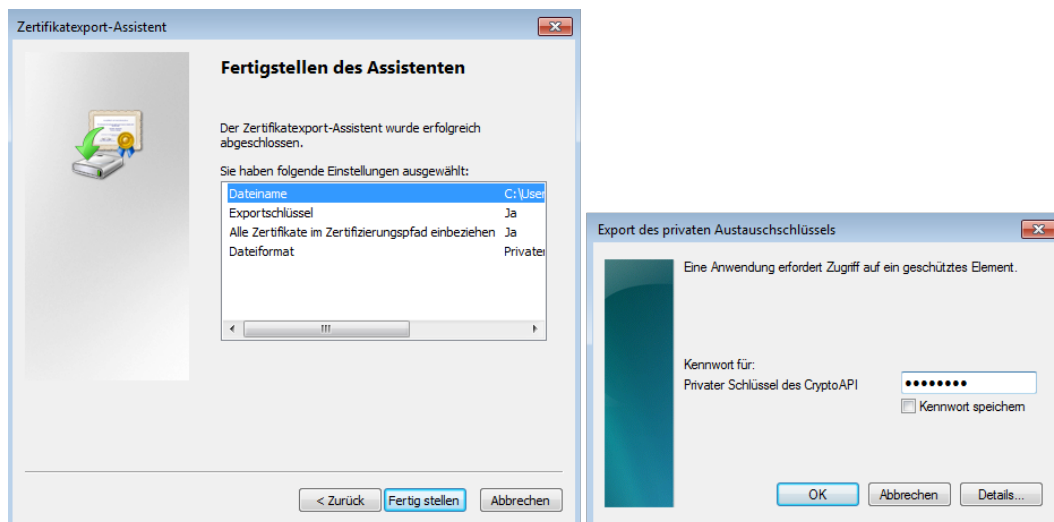 Zertifikatexport-Assistent
Fertigstellen des Assistenten
Der Zertifikatexport-Assistent wurde erfolgreich
abgeschlossen.
Sie haben folgende Einstellungen ausgewählt:
Dateiname C:\User
Exportschlüssel Ja
Alle Zertifikate im Zertifizierungspfad einbeziehen Ja
Dateiformat Privater
< Zurück Fertig stellen Abbrechen
Export des privaten Austauschschlüssels
Eine Anwendung erfordert Zugriff auf ein geschütztes Element.
Kennwort für:
Privater Schlüssel des CryptoAPI ••••••••
Kennwort speichern
OK Abbrechen Details...